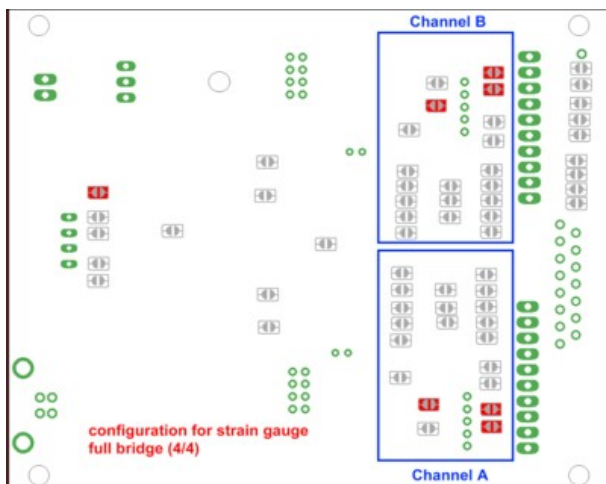 Channel B
configuration for strain gauge
full bridge (4/4)
Channel A